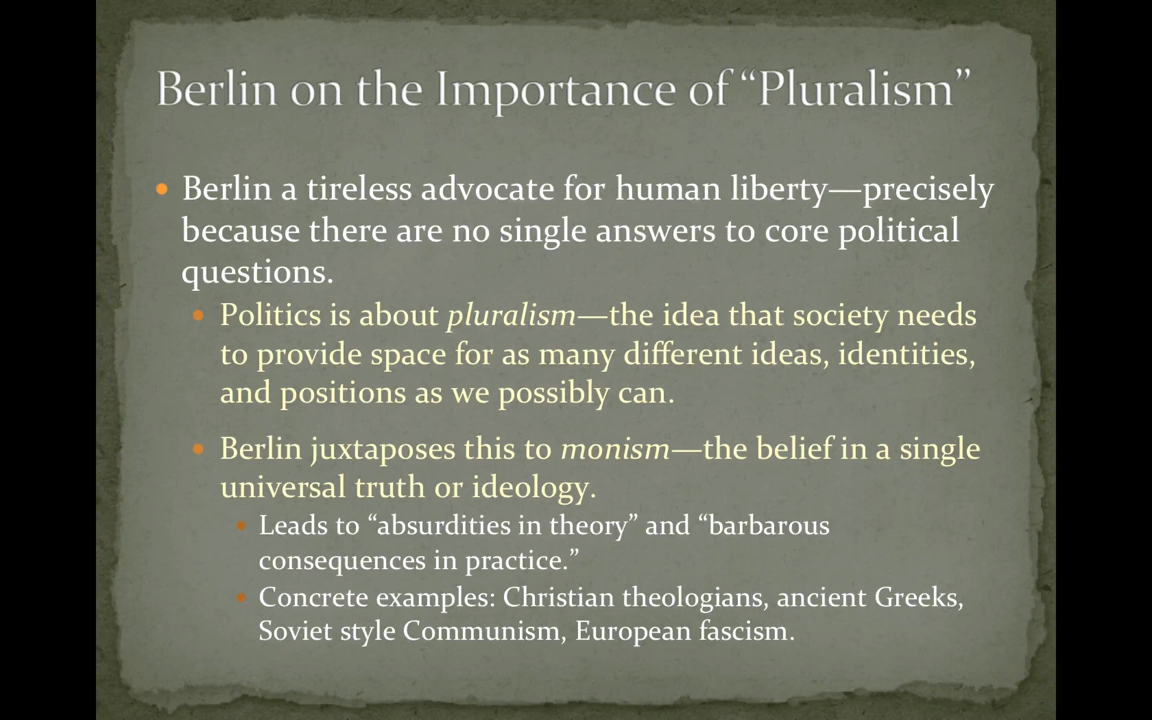 Berlin on the Importance of “Pluralism”
• Berlin a tireless advocate for human liberty—precisely
because there are no single answers to core political
questions.
• Politics is about pluralism—the idea that society needs
to provide space for as many different ideas, identities,
and positions as we possibly can.
• Berlin juxtaposes this to monism—the belief in a single
universal truth or ideology.
• Leads to “absurdities in theory” and “barbarous
consequences in practice.”
• Concrete examples: Christian theologians, ancient Greeks,
Soviet style Communism, European fascism.